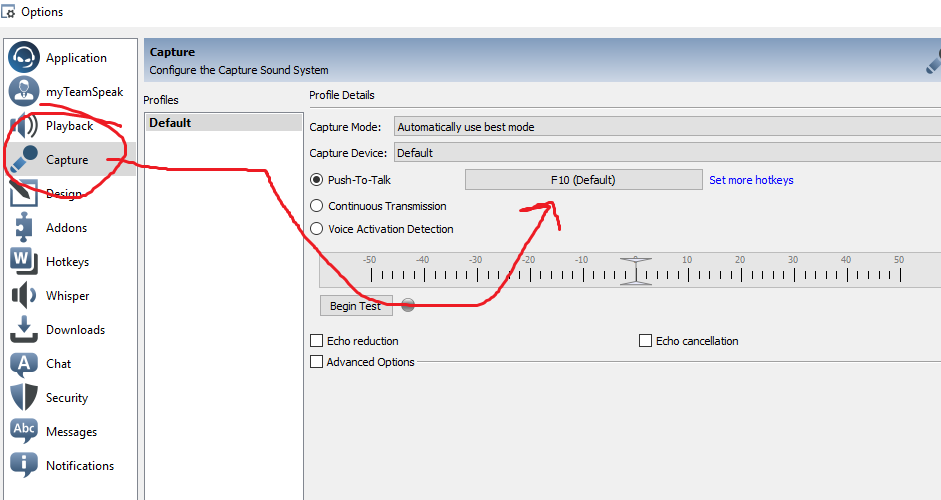 Options
Application
myTeamSpeak
Playback
Capture
Design
Addons
Hotkeys
Whisper
Downloads
Chat
Security
Messages
Notifications
Capture
Configure the Capture Sound System
Profiles
Default
Profile Details
Capture Mode: Automatically use best mode
Capture Device: Default
Push-To-Talk F10 (Default) Set more hotkeys
Continuous Transmission
Voice Activation Detection
-50 -40 -30 -20 -10 0 10 20 30 40 50
Begin Test
Echo reduction Echo cancellation
Advanced Options
W
A
Abc